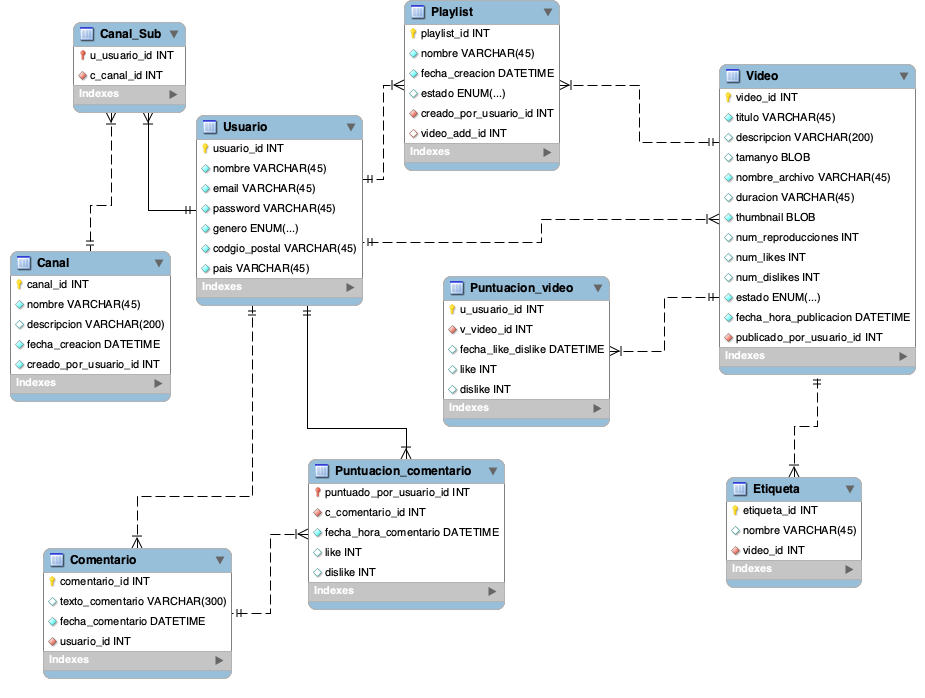 Canal_Sub
u_usuario_id INT
c_canal_id INT
Indexes
Playlist
playlist_id INT
nombre VARCHAR(45)
fecha_creacion DATETIME
estado ENUM(...)
creado_por_usuario_id INT
video_add_id INT
Indexes
Video
video_id INT
titulo VARCHAR(45)
descripcion VARCHAR(200)
tamanyo BLOB
nombre_archivo VARCHAR(45)
duracion VARCHAR(45)
thumbnail BLOB
num_reproducciones INT
num_likes INT
num_dislikes INT
estado ENUM(...)
fecha_hora_publicacion DATETIME
publicado_por_usuario_id INT
Indexes
Usuario
usuario_id INT
nombre VARCHAR(45)
email VARCHAR(45)
password VARCHAR(45)
genero ENUM(...)
codgio_postal VARCHAR(45)
pais VARCHAR(45)
Indexes
Canal
canal_id INT
nombre VARCHAR(45)
descripcion VARCHAR(200)
fecha_creacion DATETIME
creado_por_usuario_id INT
Indexes
Puntuacion_video
u_usuario_id INT
v_video_id INT
fecha_like_dislike DATETIME
like INT
dislike INT
Indexes
Puntuacion_comentario
puntuado_por_usuario_id INT
c_comentario_id INT
fecha_hora_comentario DATETIME
like INT
dislike INT
Indexes
Etiqueta
etiqueta_id INT
nombre VARCHAR(45)
video_id INT
Indexes
Comentario
comentario_id INT
texto_comentario VARCHAR(300)
fecha_comentario DATETIME
usuario_id INT
Indexes